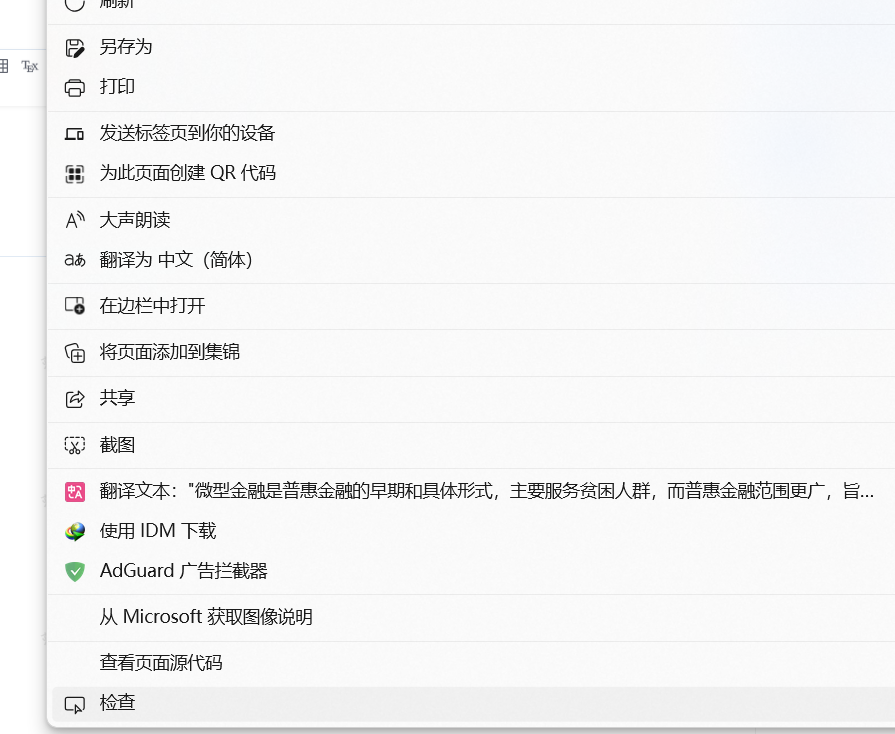 刷新
TEX
另存为
打印
发送标签页到你的设备
为此页面创建 QR 代码
大声朗读
翻译为 中文（简体）
在边栏中打开
将页面添加到集锦
共享
截图
翻译文本："微型金融是普惠金融的早期和具体形式，主要服务贫困人群，而普惠金融范围更广，旨...
使用 IDM 下载
AdGuard 广告拦截器
从 Microsoft 获取图像说明
查看页面源代码
检查